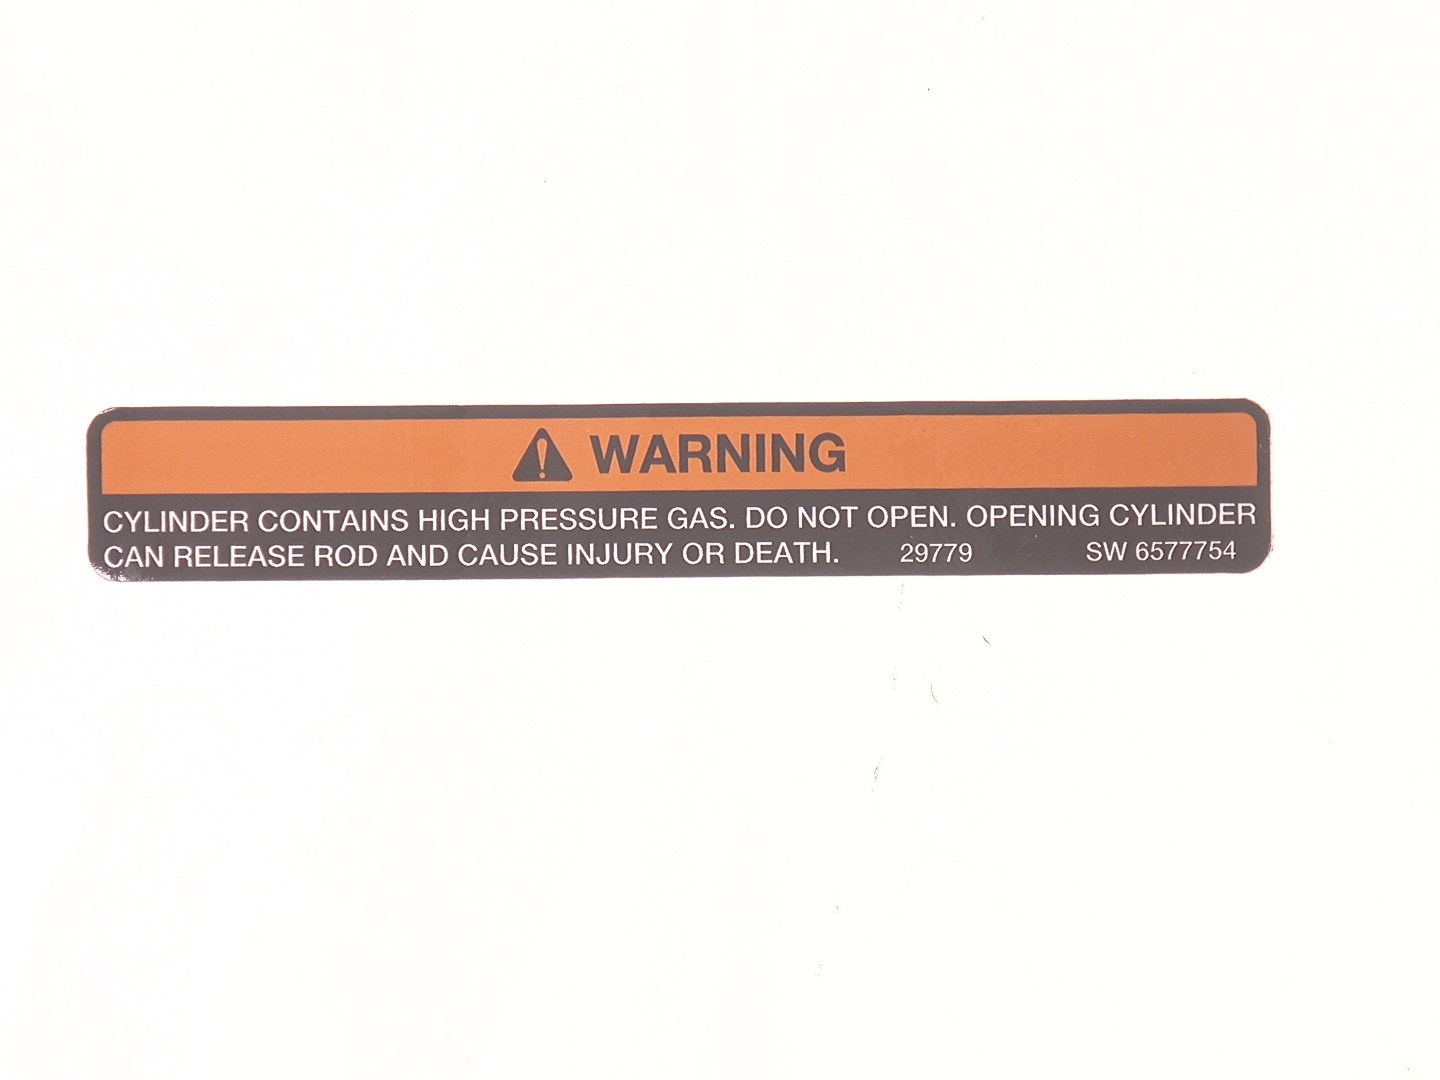 WARNING
CYLINDER CONTAINS HIGH PRESSURE GAS. DO NOT OPEN. OPENING CYLINDER
CAN RELEASE ROD AND CAUSE INJURY OR DEATH. 29779 SW 6577754